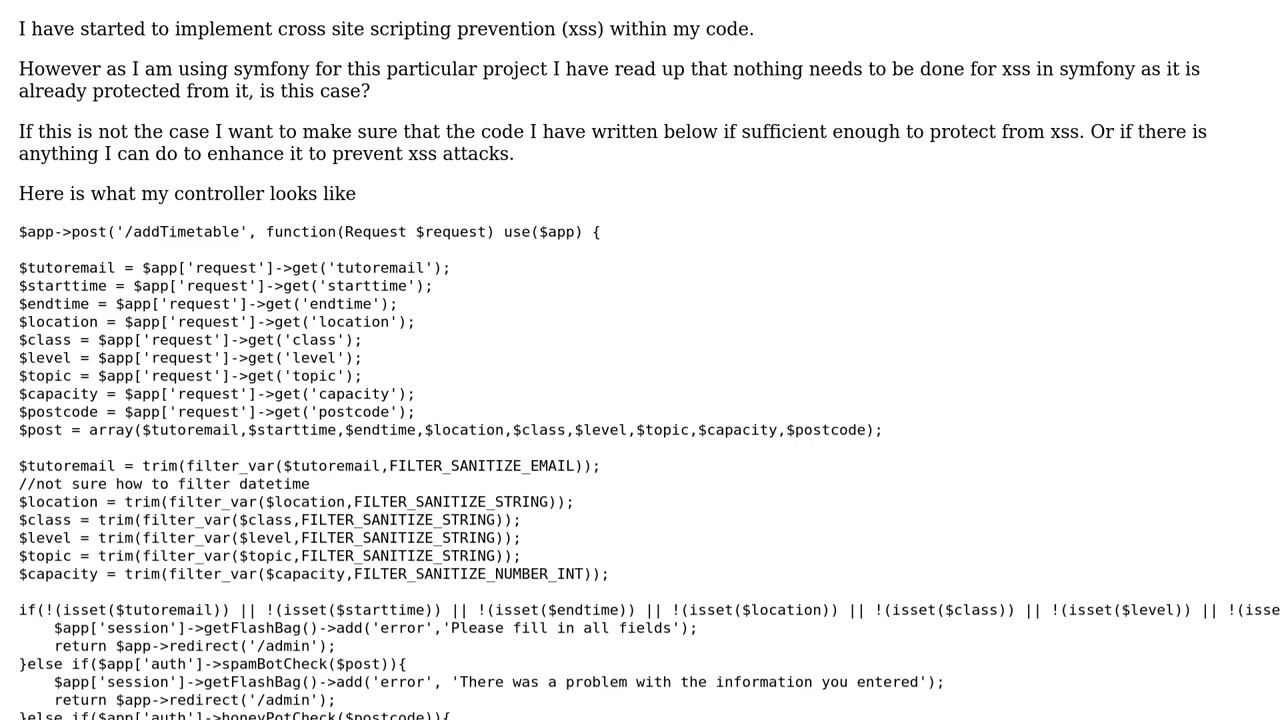 I have started to implement cross site scripting prevention (xss) within my code.
However as I am using symfony for this particular project I have read up that nothing needs to be done for xss in symfony as it is
already protected from it, is this case?
If this is not the case I want to make sure that the code I have written below if sufficient enough to protect from xss. Or if there is
anything I can do to enhance it to prevent xss attacks.
Here is what my controller looks like
$app->post('/addTimetable', function(Request $request) use($app) {
$tutoremail = $app['request']->get('tutoremail');
$starttime = $app['request']->get('starttime');
$endtime = $app['request']->get('endtime');
$location = $app['request']->get('location');
$class = $app['request']->get('class');
$level = $app['request']->get('level');
$topic = $app['request']->get('topic');
$capacity = $app['request']->get('capacity');
$postcode = $app['request']->get('postcode');
$post = array($tutoremail,$starttime,$endtime,$location,$class,$level,$topic,$capacity,$postcode);
$tutoremail = trim(filter_var($tutoremail,FILTER_SANITIZE_EMAIL));
//not sure how to filter datetime
$location = trim(filter_var($location,FILTER_SANITIZE_STRING));
$class = trim(filter_var($class,FILTER_SANITIZE_STRING));
$level = trim(filter_var($level,FILTER_SANITIZE_STRING));
$topic = trim(filter_var($topic,FILTER_SANITIZE_STRING));
$capacity = trim(filter_var($capacity,FILTER_SANITIZE_NUMBER_INT));
if(!(isset($tutoremail)) || !(isset($starttime)) || !(isset($endtime)) || !(isset($location)) || !(isset($class)) || !(isset($level)) || !(isse
    $app['session']->getFlashBag()->add('error','Please fill in all fields');
    return $app->redirect('/admin');
}else if($app['auth']->spamBotCheck($post)){
    $app['session']->getFlashBag()->add('error', 'There was a problem with the information you entered');
    return $app->redirect('/admin');
}else if($app['auth']->honeyPotCheck($postcode)){